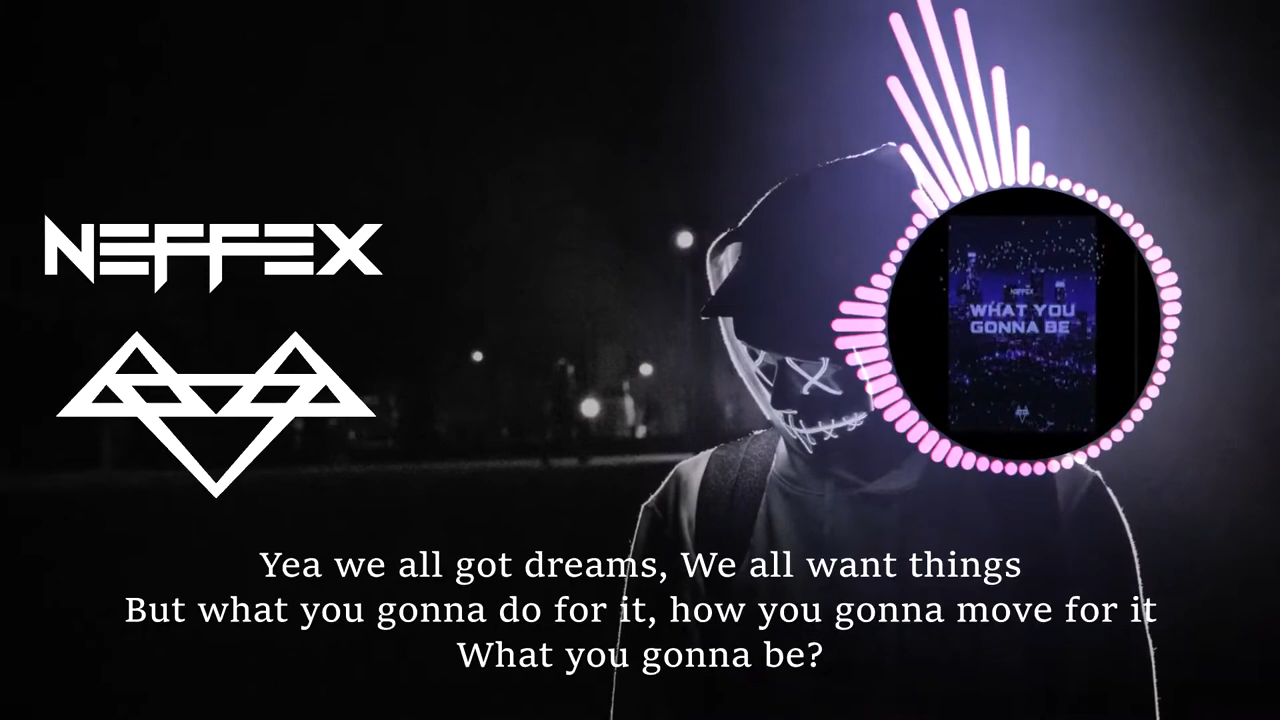 NEFFEX
NEFFEX
WHAT YOU
GONNA BE
Yea we all got dreams, We all want things
But what you gonna do for it, how you gonna move for it
What you gonna be?